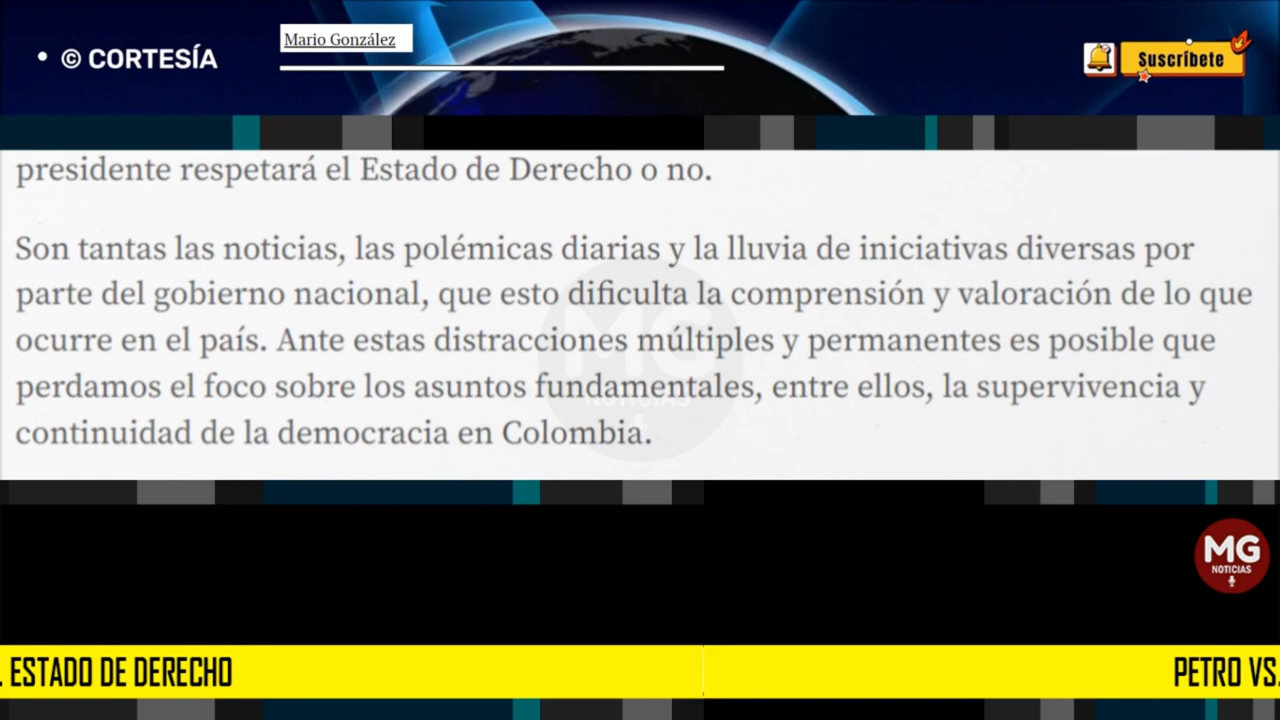 • © CORTESÍA
Mario González
Suscríbete
presidente respetará el Estado de Derecho o no.
Son tantas las noticias, las polémicas diarias y la lluvia de iniciativas diversas por
parte del gobierno nacional, que esto dificulta la comprensión y valoración de lo que
ocurre en el país. Ante estas distracciones múltiples y permanentes es posible que
perdamos el foco sobre los asuntos fundamentales, entre ellos, la supervivencia y
continuidad de la democracia en Colombia.
MG
NOTICIAS
MG
NOTICIAS
. ESTADO DE DERECHO
PETRO VS.